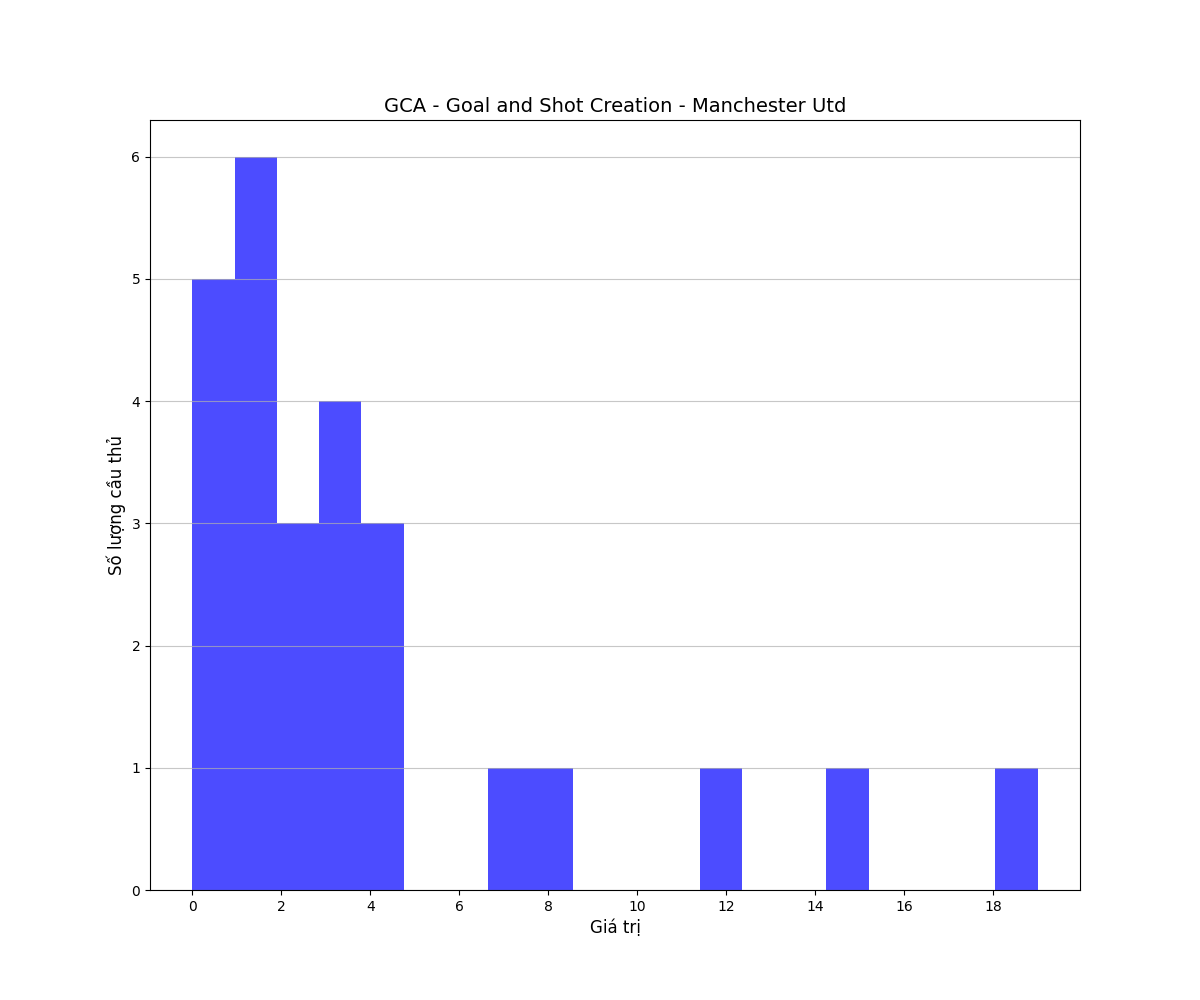 GCA - Goal and Shot Creation - Manchester Utd
6
5
4
3
2
1
0
Số lượng cầu thủ
0 2 4 6 8 10 12 14 16 18
Giá trị